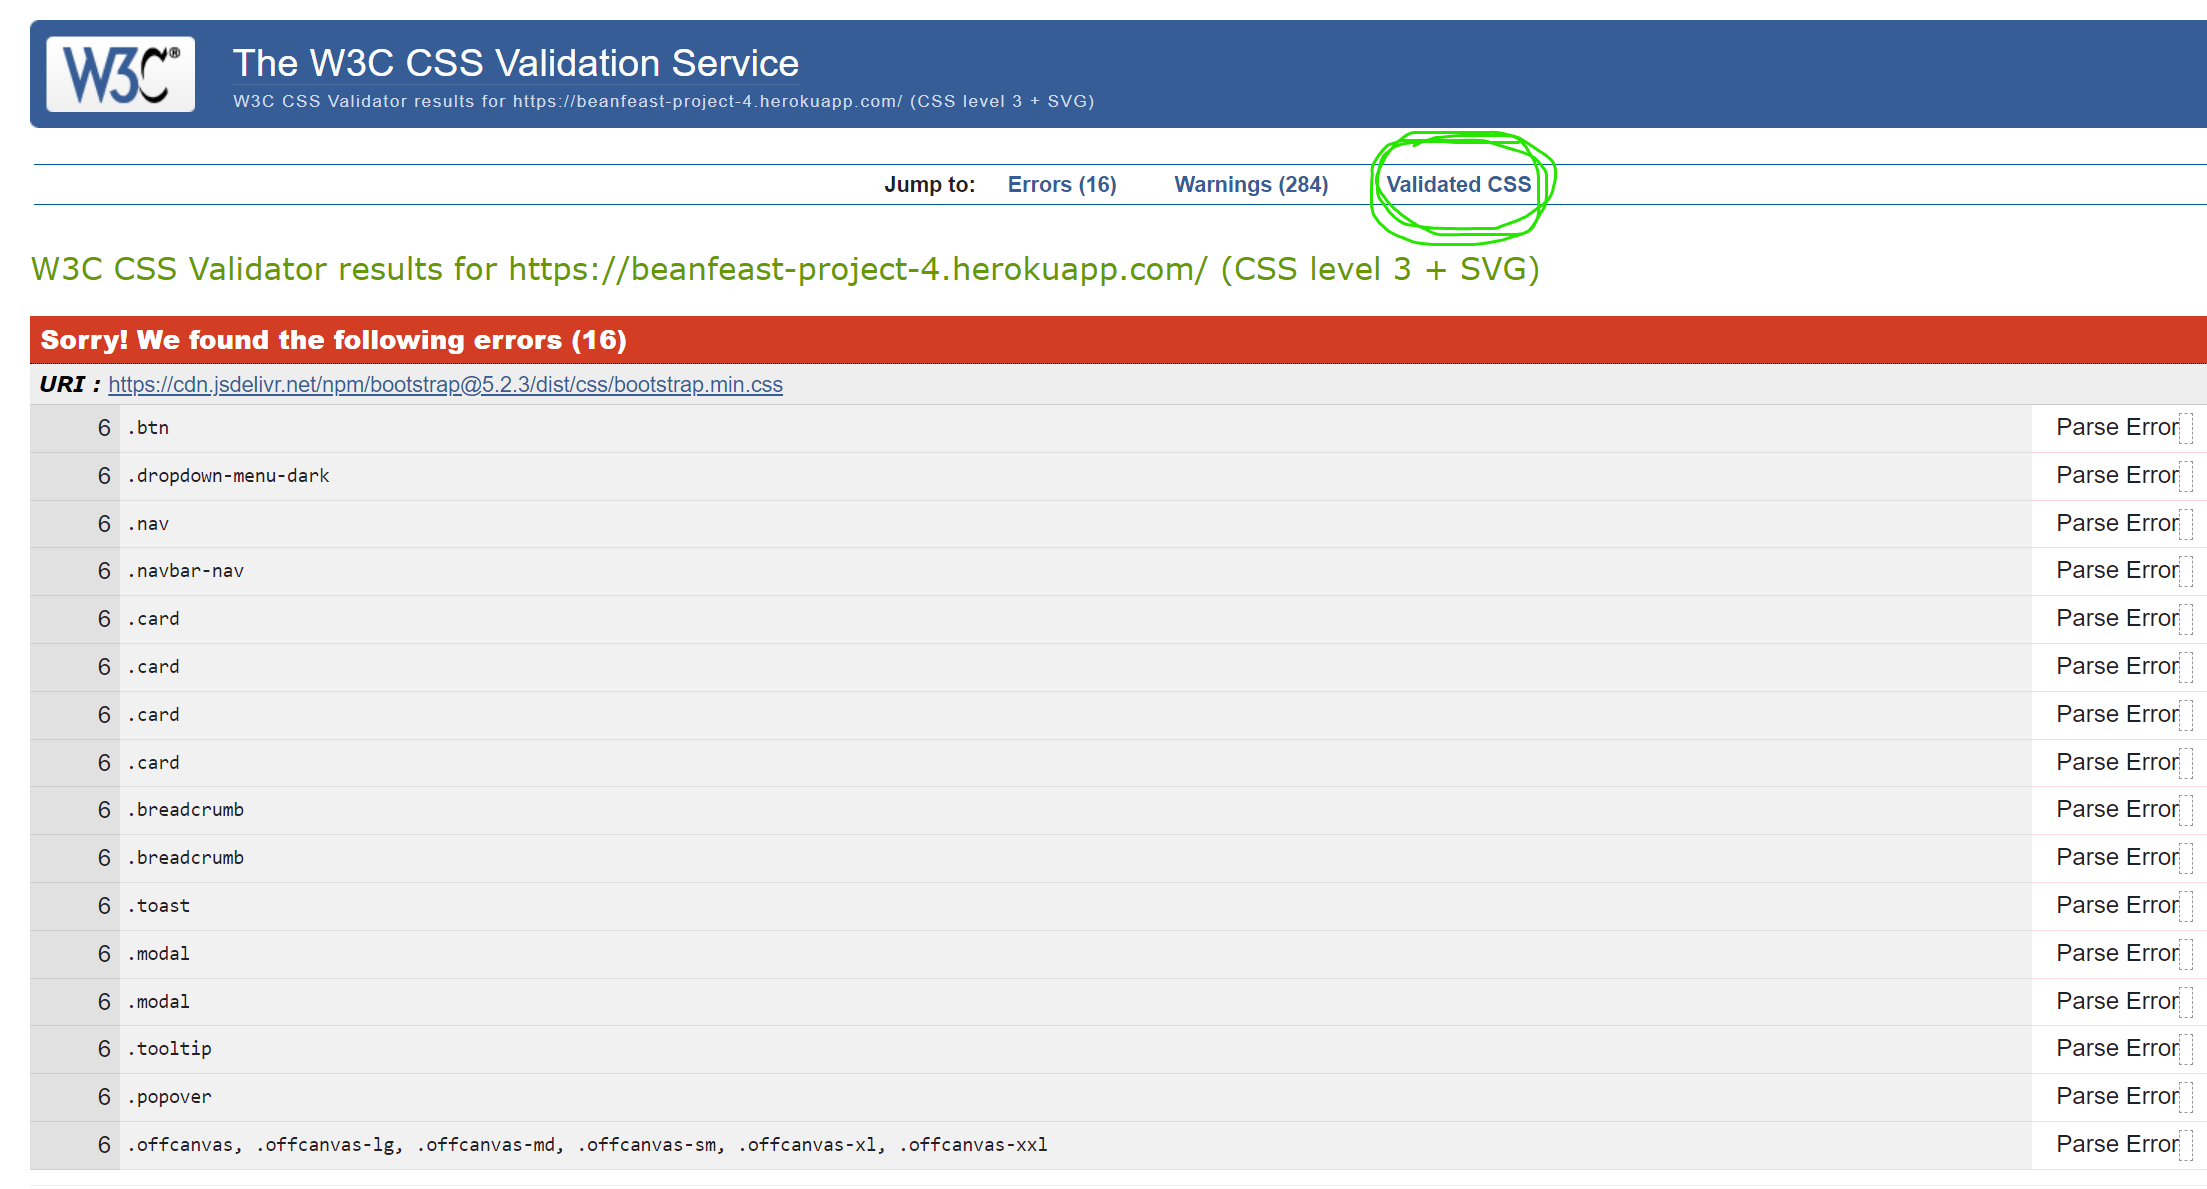 W3C®
The W3C CSS Validation Service
W3C CSS Validator results for https://beanfeast-project-4.herokuapp.com/ (CSS level 3 + SVG)
Jump to: Errors (16) Warnings (284) Validated CSS
W3C CSS Validator results for https://beanfeast-project-4.herokuapp.com/ (CSS level 3 + SVG)
Sorry! We found the following errors (16)
URI : https://cdn.jsdelivr.net/npm/bootstrap@5.2.3/dist/css/bootstrap.min.css
6 .btn Parse Error
6 .dropdown-menu-dark Parse Error
6 .nav Parse Error
6 .navbar-nav Parse Error
6 .card Parse Error
6 .card Parse Error
6 .card Parse Error
6 .card Parse Error
6 .breadcrumb Parse Error
6 .breadcrumb Parse Error
6 .toast Parse Error
6 .modal Parse Error
6 .modal Parse Error
6 .tooltip Parse Error
6 .popover Parse Error
6 .offcanvas, .offcanvas-lg, .offcanvas-md, .offcanvas-sm, .offcanvas-xl, .offcanvas-xxl Parse Error